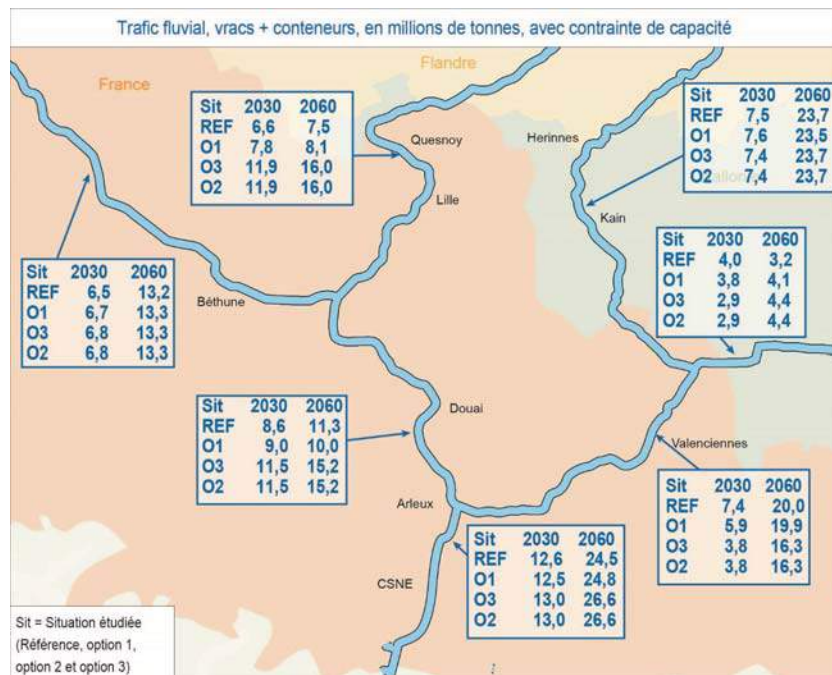 Trafic fluvial, vracs + conteneurs, en millions de tonnes, avec contrainte de capacité
France
Flandre
Sit 2030 2060
REF 6,6 7,5
O1 7,8 8,1
O3 11,9 16,0
O2 11,9 16,0
Quesnoy
Lille
Herinnes
Kain
Sit 2030 2060
REF 7,5 23,7
O1 7,6 23,5
O3 7,4 23,7
O2 7,4 23,7
Sit 2030 2060
REF 4,0 3,2
O1 3,8 4,1
O3 2,9 4,4
O2 2,9 4,4
Sit 2030 2060
REF 6,5 13,2
O1 6,7 13,3
O3 6,8 13,3
O2 6,8 13,3
Béthune
Sit 2030 2060
REF 8,6 11,3
O1 9,0 10,0
O3 11,5 15,2
O2 11,5 15,2
Douai
Valenciennes
Arleux
CSNE
Sit 2030 2060
REF 7,4 20,0
O1 5,9 19,9
O3 3,8 16,3
O2 3,8 16,3
Sit 2030 2060
REF 12,6 24,5
O1 12,5 24,8
O3 13,0 26,6
O2 13,0 26,6
Sit = Situation étudiée
(Référence, option 1,
option 2 et option 3)